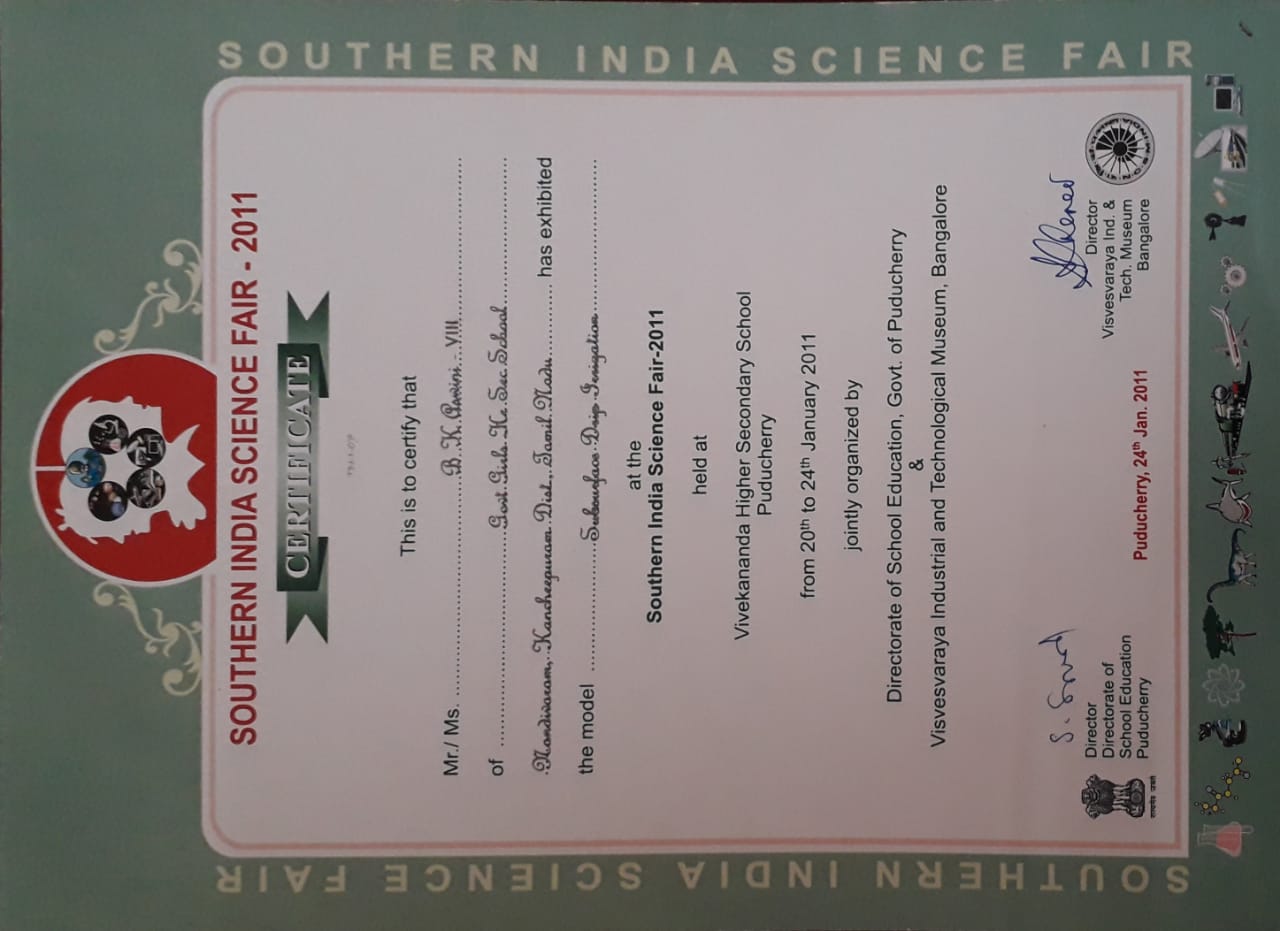 SOUTHERN INDIA SCIENCE FAIR
SOUTHERN INDIA SCIENCE FAIR - 2011
CERTIFICATE
This is to certify that
Mr./ Ms. B. K. VIII
of Govt Girls Hr. Sec School
Nandivaram, Kancheepuram Dist., Tamil Nadu has exhibited
the model Subsurface Drip Irrigation
at the
Southern India Science Fair-2011
held at
Vivekananda Higher Secondary School
Puducherry
from 20th to 24th January 2011
jointly organized by
Directorate of School Education, Govt. of Puducherry
&
Visvesvaraya Industrial and Technological Museum, Bangalore
Director
Directorate of
School Education
Puducherry
Puducherry, 24th Jan. 2011
Director
Visvesvaraya Ind. &
Tech. Museum
Bangalore
सत्यमेव जयते
SOUTHERN INDIA SCIENCE FAIR